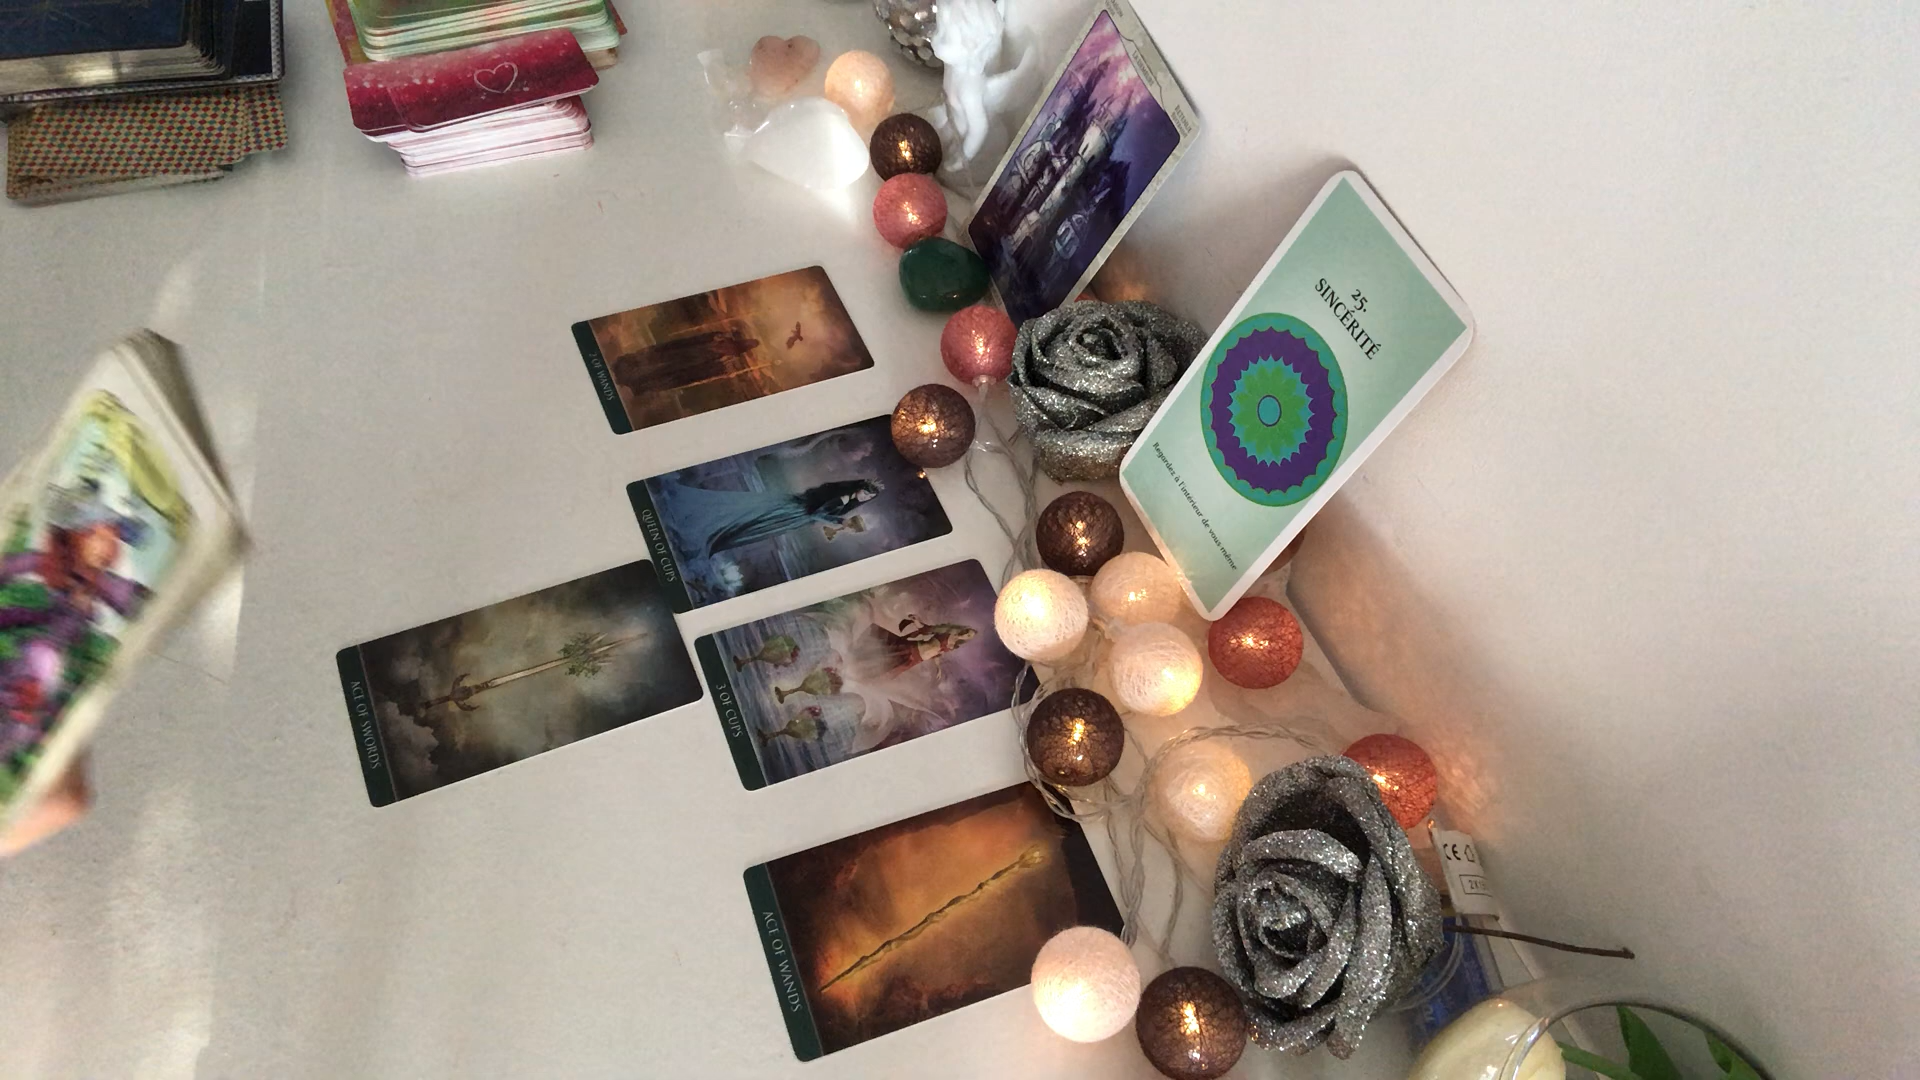 2 OF WANDS
QUEEN OF CUPS
ACE OF SWORDS
3 OF CUPS
ACE OF WANDS
25.
SINCÉRITÉ
Regardez à l'intérieur de vous même
CE